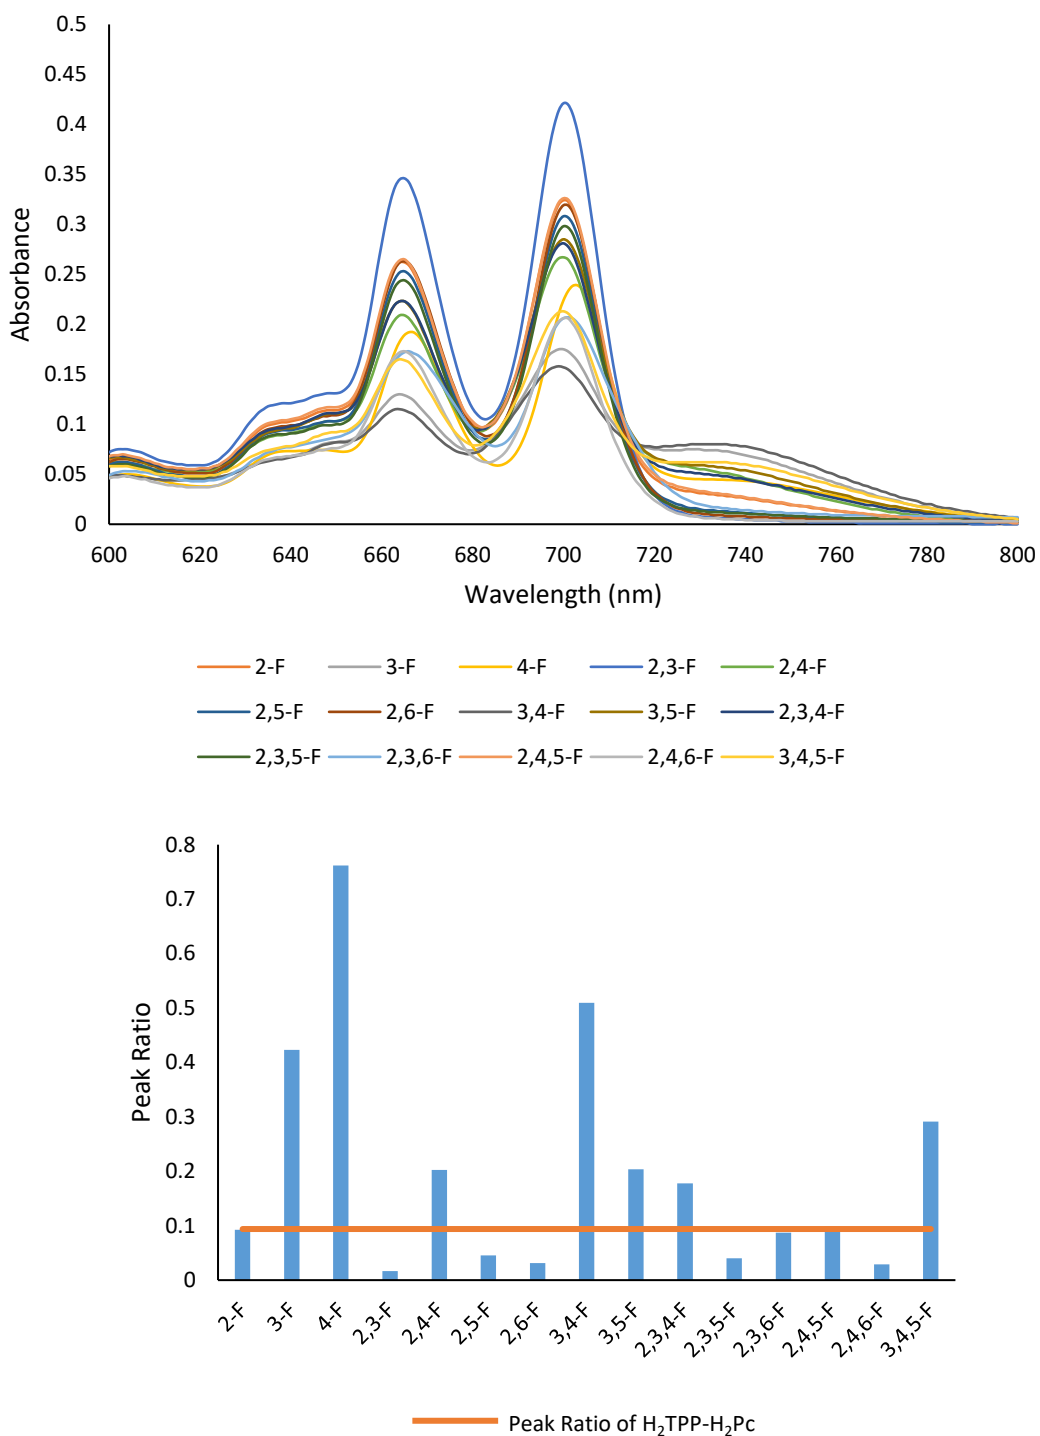 0.5
0.45
0.4
0.35
0.3
0.25
0.2
0.15
0.1
0.05
0
Absorbance
600 620 640 660 680 700 720 740 760 780 800
Wavelength (nm)
2-F 3-F 4-F 2,3-F 2,4-F
2,5-F 2,6-F 3,4-F 3,5-F 2,3,4-F
2,3,5-F 2,3,6-F 2,4,5-F 2,4,6-F 3,4,5-F
0.8
0.7
0.6
0.5
0.4
0.3
0.2
0.1
0
Peak Ratio
2-F 3-F 4-F 2,3-F 2,4-F 2,5-F 2,6-F 3,4-F 3,5-F 2,3,4-F 2,3,5-F 2,3,6-F 2,4,5-F 2,4,6-F 3,4,5-F
Peak Ratio of H₂TPP-H₂Pc